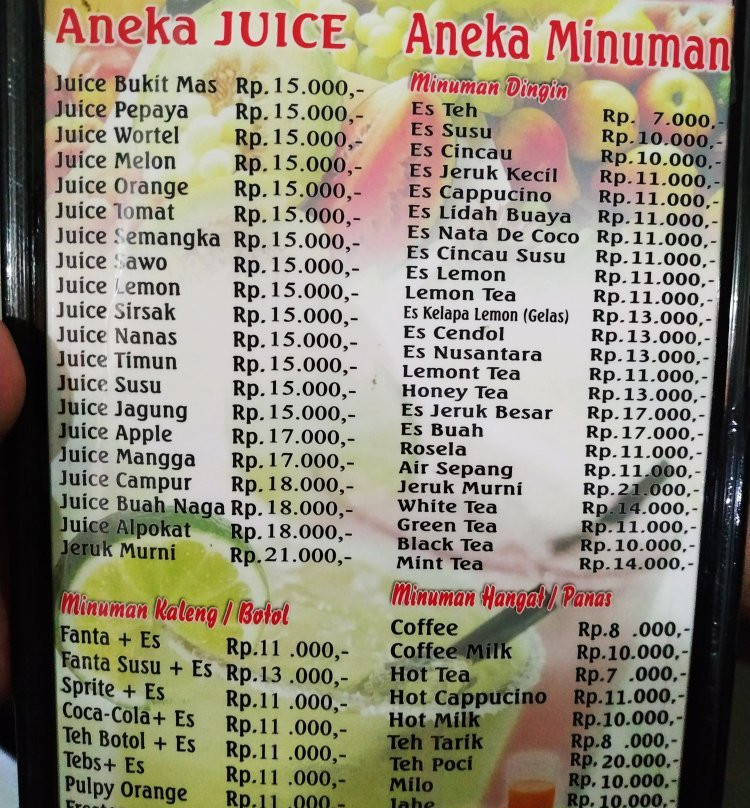 Aneka JUICE
Juice Bukit Mas Rp.15.000,-
Juice Pepaya Rp.15.000,-
Juice Wortel Rp.15.000,-
Juice Melon Rp.15.000,-
Juice Orange Rp.15.000,-
Juice Tomat Rp.15.000,-
Juice Semangka Rp.15.000,-
Juice Sawo Rp.15.000,-
Juice Lemon Rp.15.000,-
Juice Sirsak Rp.15.000,-
Juice Nanas Rp.15.000,-
Juice Timun Rp.15.000,-
Juice Susu Rp.15.000,-
Juice Jagung Rp.15.000,-
Juice Apple Rp.17.000,-
Juice Mangga Rp.17.000,-
Juice Campur Rp.18.000,-
Juice Buah Naga Rp.18.000,-
Juice Alpokat Rp.18.000,-
Jeruk Murni Rp.21.000,-
Minuman Kaleng / Botol
Fanta + Es Rp.11 .000,-
Fanta Susu + Es Rp.13 .000,-
Sprite + Es Rp.11 .000,-
Coca-Cola+ Es Rp.11 .000,-
Teh Botol + Es Rp.11 .000,-
Tebs+ Es Rp.11 .000,-
Pulpy Orange Rp.11 .000,-
Aneka Minuman
Minuman Dingin
Es Teh Rp. 7.000,-
Es Susu Rp.10.000,-
Es Cincau Rp.10.000,-
Es Jeruk Kecil Rp.11.000,-
Es Cappucino Rp.11.000,-
Es Lidah Buaya Rp.11.000,-
Es Nata De Coco Rp.11.000,-
Es Cincau Susu Rp.11.000,-
Es Lemon Rp.11.000,-
Lemon Tea Rp.11.000,-
Es Kelapa Lemon (Gelas) Rp.13.000,-
Es Cendol Rp.13.000,-
Es Nusantara Rp.13.000,-
Lemont Tea Rp.11.000,-
Honey Tea Rp.13.000,-
Es Jeruk Besar Rp.17.000,-
Es Buah Rp.17.000,-
Rosela Rp.11.000,-
Air Sepang Rp.11.000,-
Jeruk Murni Rp.21.000,-
White Tea Rp.14.000,-
Green Tea Rp.11.000,-
Black Tea Rp.10.000,-
Mint Tea Rp.14.000,-
Minuman Hangat / Panas
Coffee Rp.8 .000,-
Coffee Milk Rp.10.000,-
Hot Tea Rp.7 .000,-
Hot Cappucino Rp.11.000,-
Hot Milk Rp.10.000,-
Teh Tarik Rp.8 .000,-
Teh Poci Rp. 20.000,-
Milo Rp.10.000,-
Jahe Rp.10.000,-